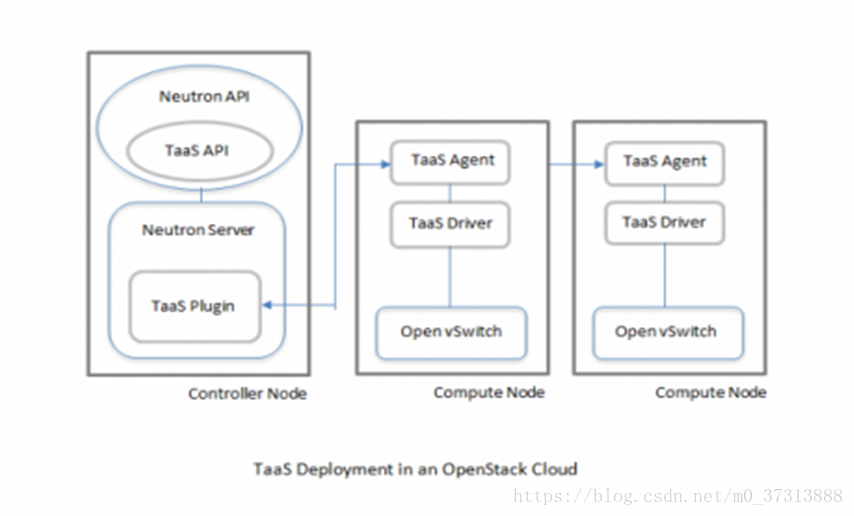 Neutron API
TaaS API
Neutron Server
TaaS Plugin
Controller Node
TaaS Agent
TaaS Driver
Open vSwitch
Compute Node
TaaS Agent
TaaS Driver
Open vSwitch
Compute Node
TaaS Deployment in an OpenStack Cloud
https://blog.csdn.net/m0_37313888